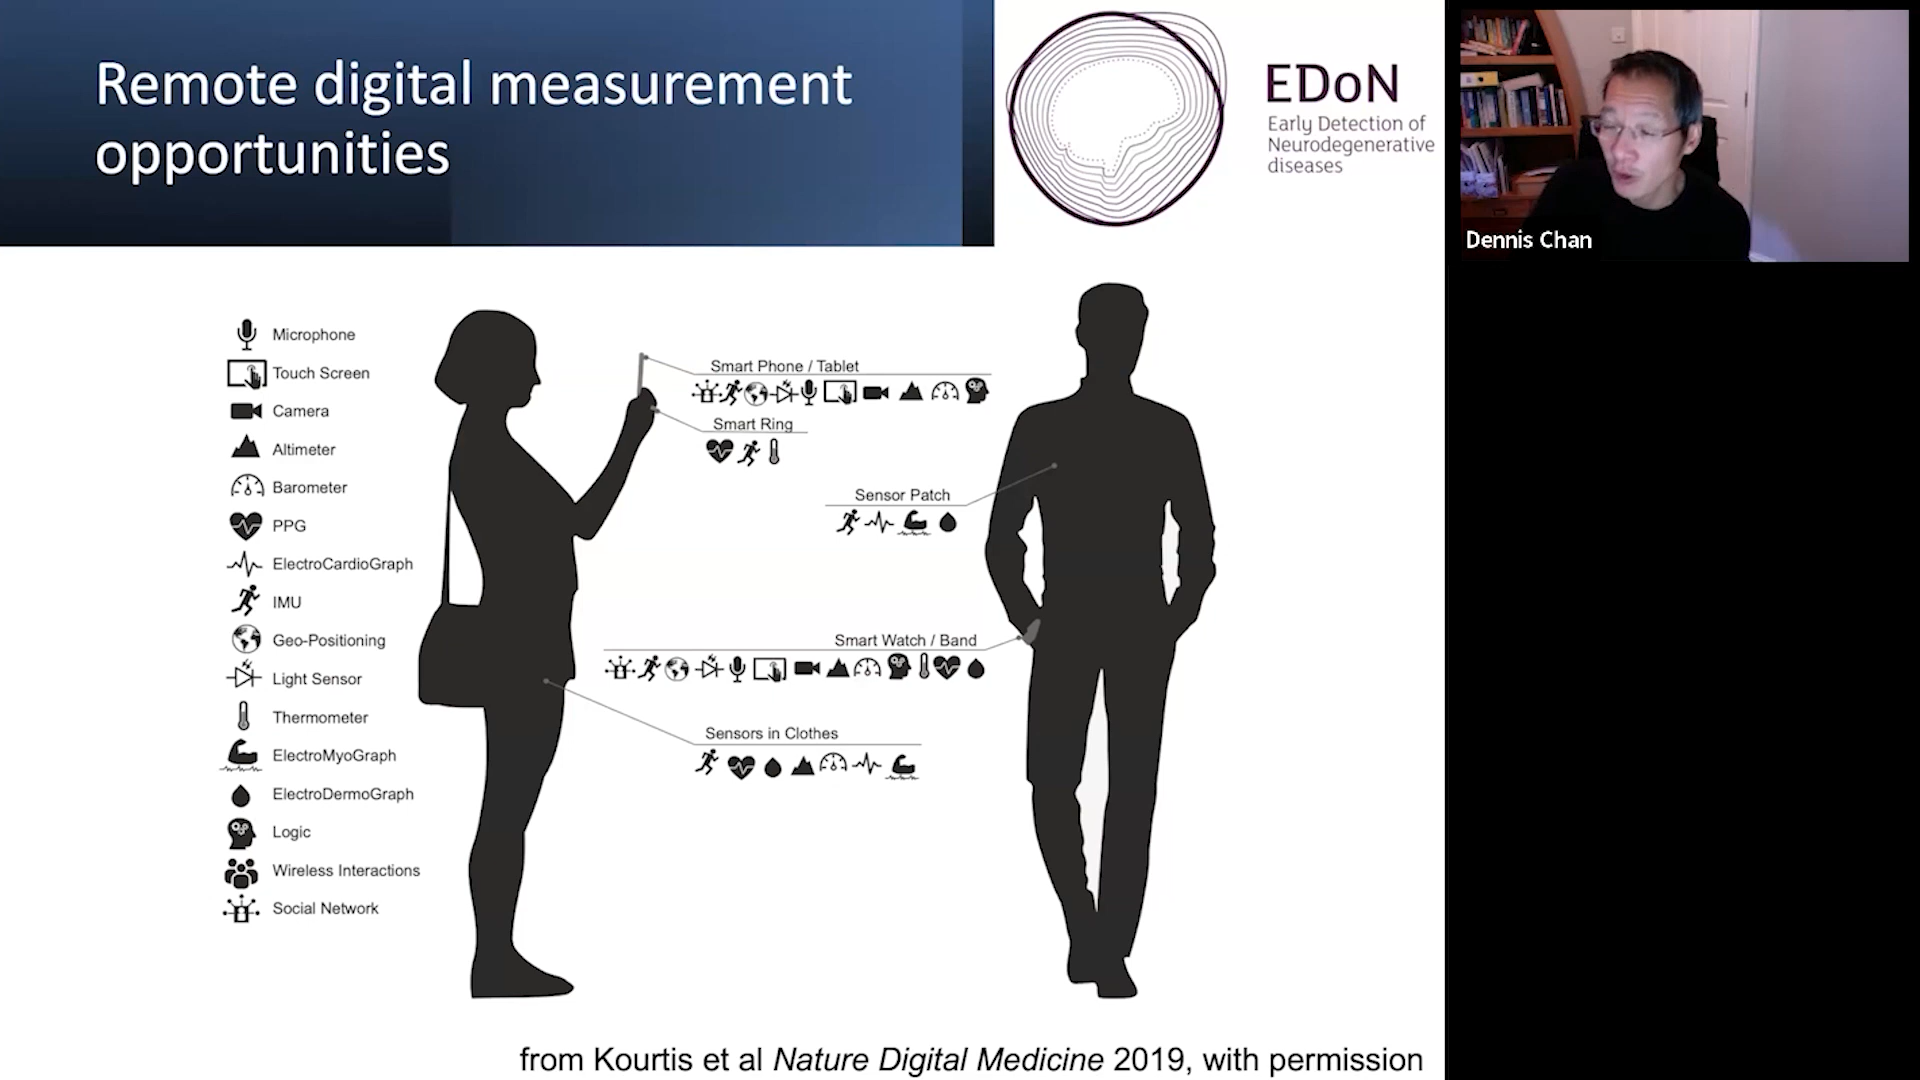 Remote digital measurement
opportunities
EDoN
Early Detection of
Neurodegenerative
diseases
Dennis Chan
Microphone
Touch Screen
Camera
Altimeter
Barometer
PPG
ElectroCardioGraph
IMU
Geo-Positioning
Light Sensor
Thermometer
ElectroMyoGraph
ElectroDermoGraph
Logic
Wireless Interactions
Social Network
Smart Phone / Tablet
Smart Ring
Sensor Patch
Smart Watch / Band
Sensors in Clothes
from Kourtis et al Nature Digital Medicine 2019, with permission